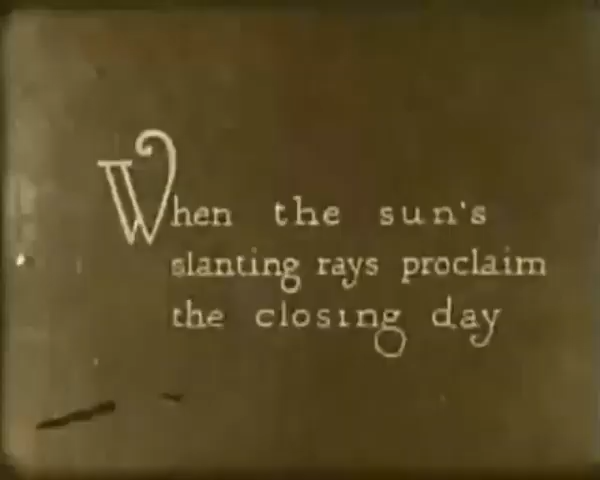 When the sun's
slanting rays proclaim
the closing day